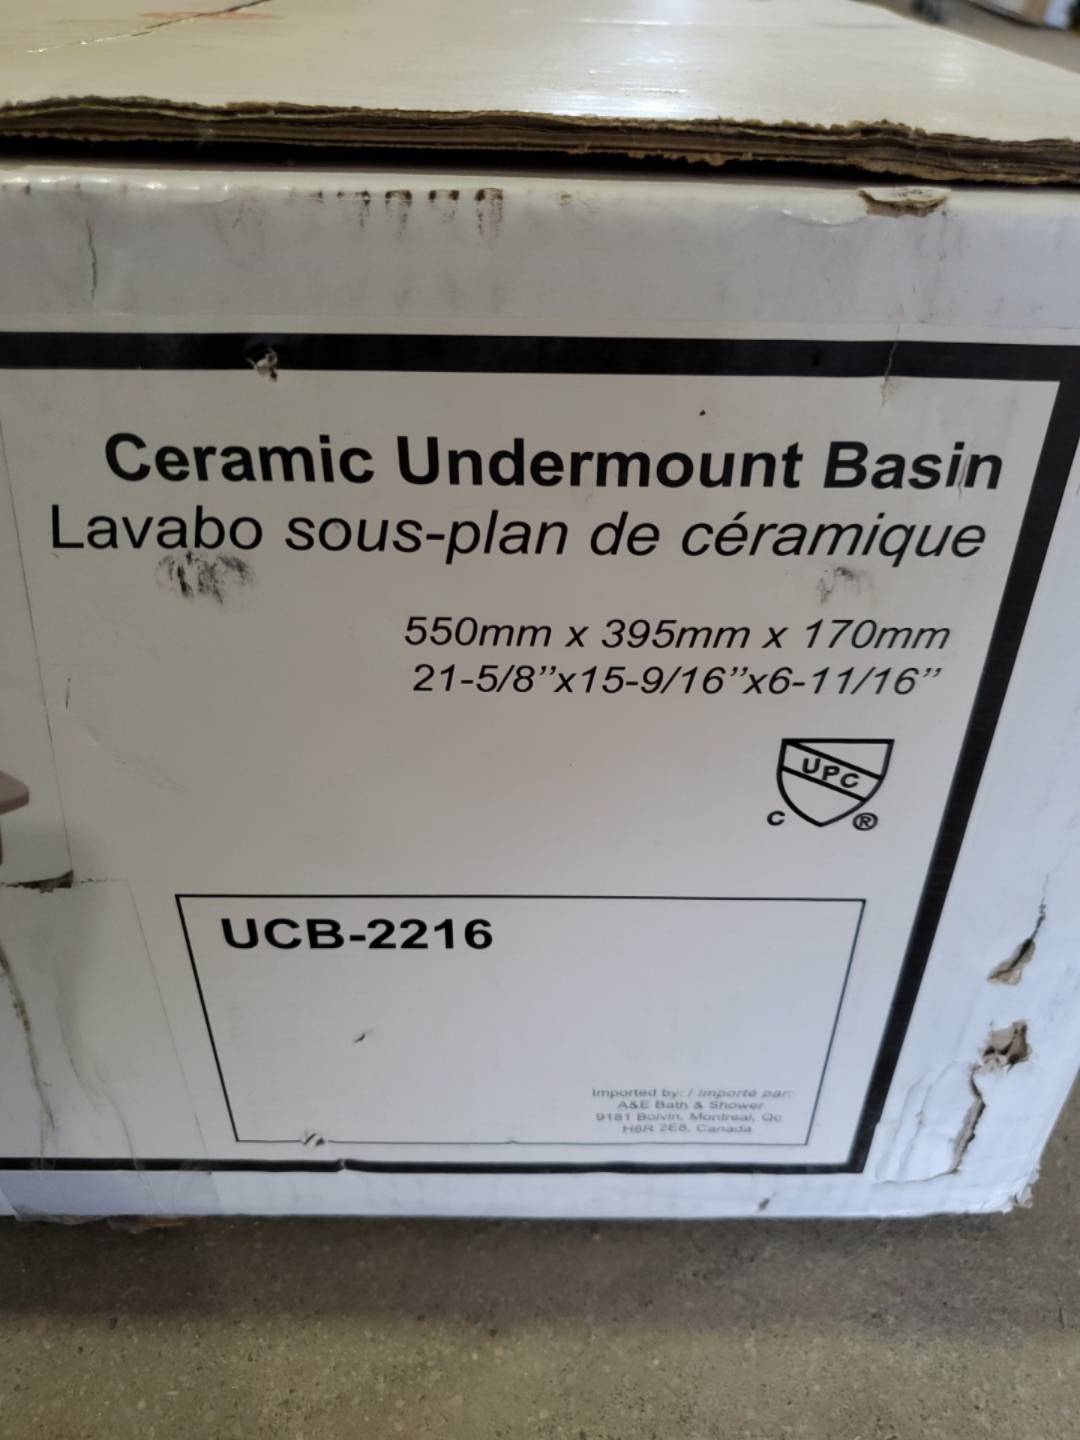 Ceramic Undermount Basin
Lavabo sous-plan de céramique
550mm x 395mm x 170mm
21-5/8”x15-9/16”x6-11/16”
UPC
C ®
UCB-2216
Imported by: / Importé par:
A&E Bath & Shower
9181 Boivin, Montreal, Qc
H8R 2E8, Canada